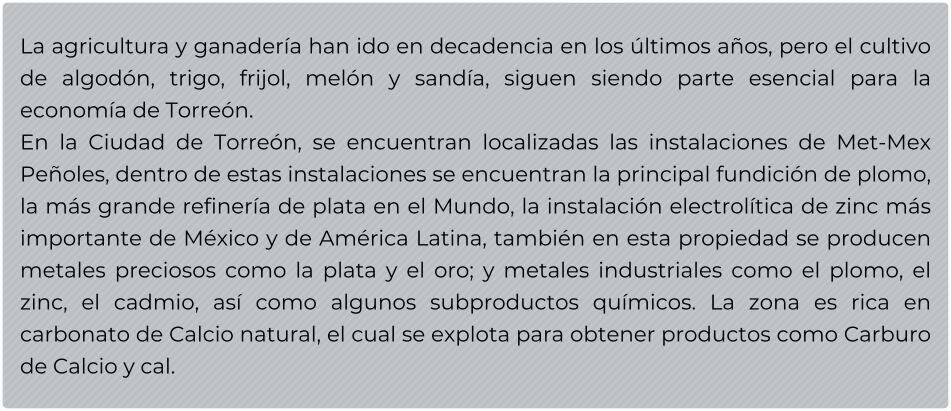 La agricultura y ganadería han ido en decadencia en los últimos años, pero el cultivo
de algodón, trigo, frijol, melón y sandía, siguen siendo parte esencial para la
economía de Torreón.
En la Ciudad de Torreón, se encuentran localizadas las instalaciones de Met-Mex
Peñoles, dentro de estas instalaciones se encuentran la principal fundición de plomo,
la más grande refinería de plata en el Mundo, la instalación electrolítica de zinc más
importante de México y de América Latina, también en esta propiedad se producen
metales preciosos como la plata y el oro; y metales industriales como el plomo, el
zinc, el cadmio, así como algunos subproductos químicos. La zona es rica en
carbonato de Calcio natural, el cual se explota para obtener productos como Carburo
de Calcio y cal.